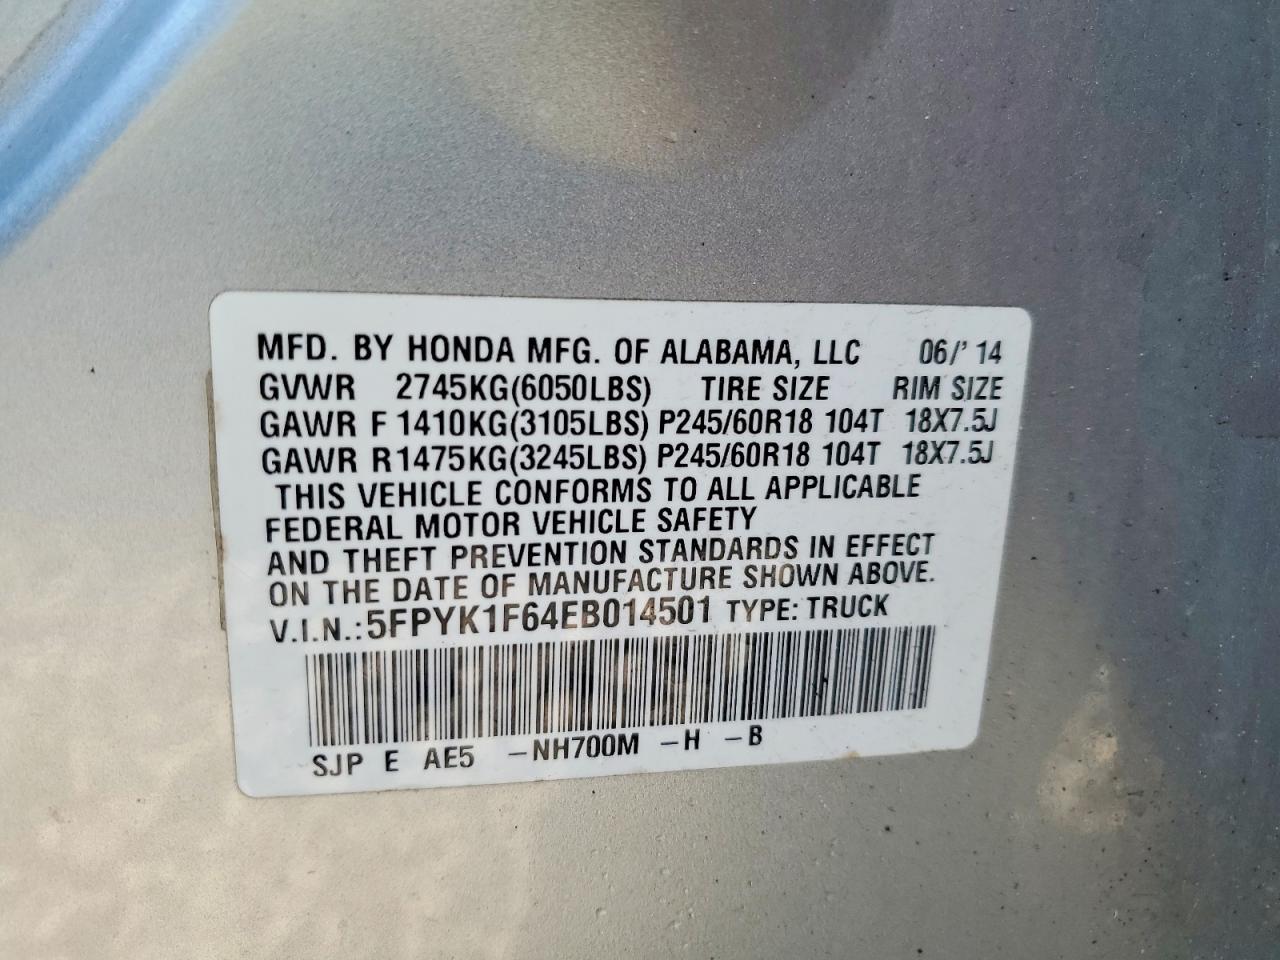 MFD. BY HONDA MFG. OF ALABAMA, LLC 06/'14
GVWR 2745KG(6050LBS) TIRE SIZE RIM SIZE
GAWR F 1410KG(3105LBS) P245/60R18 104T 18X7.5J
GAWR R 1475KG(3245LBS) P245/60R18 104T 18X7.5J
THIS VEHICLE CONFORMS TO ALL APPLICABLE
FEDERAL MOTOR VEHICLE SAFETY
AND THEFT PREVENTION STANDARDS IN EFFECT
ON THE DATE OF MANUFACTURE SHOWN ABOVE.
V.I.N.: 5FPYK1F64EB014501 TYPE: TRUCK
SJP E AE5 -NH700M -H -B